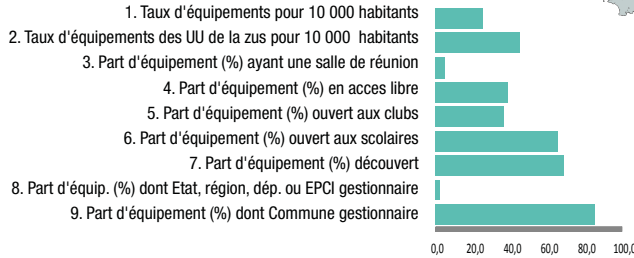 1. Taux d'équipements pour 10 000 habitants
2. Taux d'équipements des UU de la zus pour 10 000 habitants
3. Part d'équipement (%) ayant une salle de réunion
4. Part d'équipement (%) en acces libre
5. Part d'équipement (%) ouvert aux clubs
6. Part d'équipement (%) ouvert aux scolaires
7. Part d'équipement (%) découvert
8. Part d'équip. (%) dont Etat, région, dép. ou EPCI gestionnaire
9. Part d'équipement (%) dont Commune gestionnaire
0,0 20,0 40,0 60,0 80,0 100,0